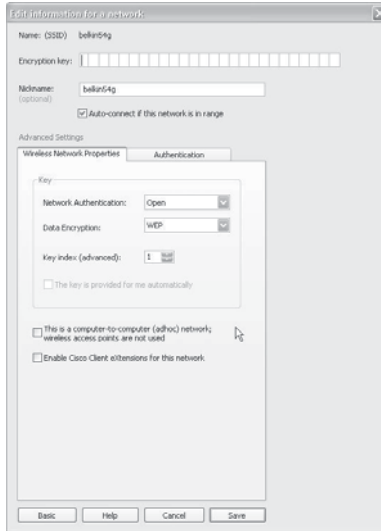 Edit information for a network
Name: (SSID) belkin54g
Encryption key:
Nickname: belkin54g
(optional)
Auto-connect if this network is in range
Advanced Settings
Wireless Network Properties Authentication
Key
Network Authentication: Open
Data Encryption: WEP
Key index (advanced): 1
The key is provided for me automatically
This is a computer-to-computer (adhoc) network;
wireless access points are not used
Enable Cisco Client eXtensions for this network
Basic Help Cancel Save